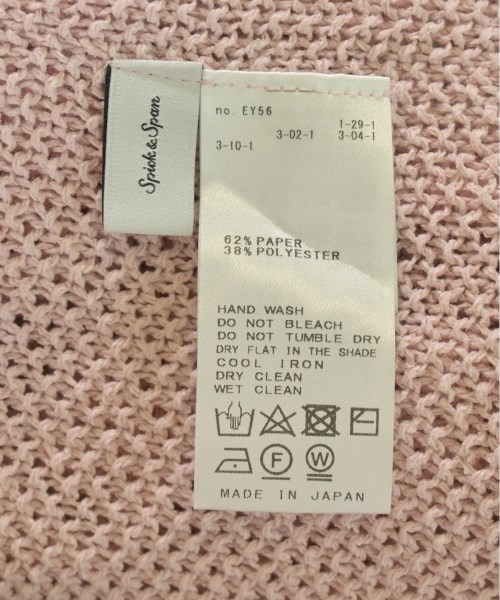 Spick & Span
no. EY56
1-29-1
3-02-1 3-04-1
3-10-1
62% PAPER
38% POLYESTER
HAND WASH
DO NOT BLEACH
DO NOT TUMBLE DRY
DRY FLAT IN THE SHADE
COOL IRON
DRY CLEAN
WET CLEAN
F W
MADE IN JAPAN